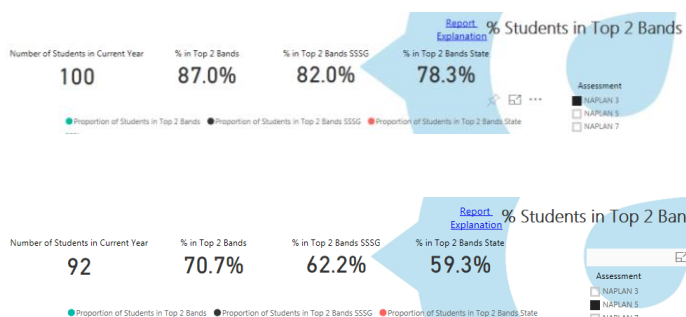 Report Explanation
% Students in Top 2 Bands
Number of Students in Current Year
% in Top 2 Bands
% in Top 2 Bands SSSG
% in Top 2 Bands State
100
87.0%
82.0%
78.3%
Assessment
NAPLAN 3
NAPLAN 5
NAPLAN 7
Proportion of Students in Top 2 Bands
Proportion of Students in Top 2 Bands SSSG
Proportion of Students in Top 2 Bands State
Report Explanation
% Students in Top 2 Ban
Number of Students in Current Year
% in Top 2 Bands
% in Top 2 Bands SSSG
% in Top 2 Bands State
92
70.7%
62.2%
59.3%
Assessment
NAPLAN 3
NAPLAN 5
NAPLAN 7
Proportion of Students in Top 2 Bands
Proportion of Students in Top 2 Bands SSSG
Proportion of Students in Top 2 Bands State